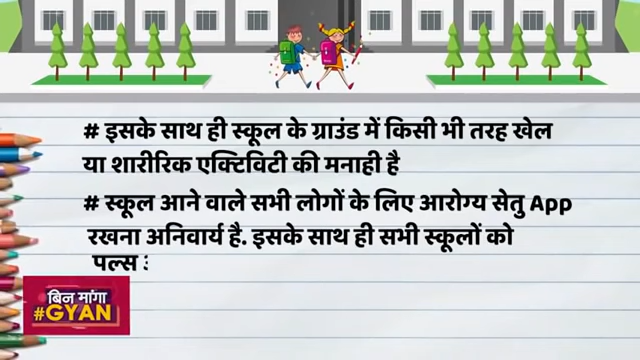 # इसके साथ ही स्कूल के ग्राउंड में किसी भी तरह खेल
या शारीरिक एक्टिविटी की मनाही है
# स्कूल आने वाले सभी लोगों के लिए आरोग्य सेतु App
रखना अनिवार्य है. इसके साथ ही सभी स्कूलों को
पल्स
बिन मांगा
#GYAN